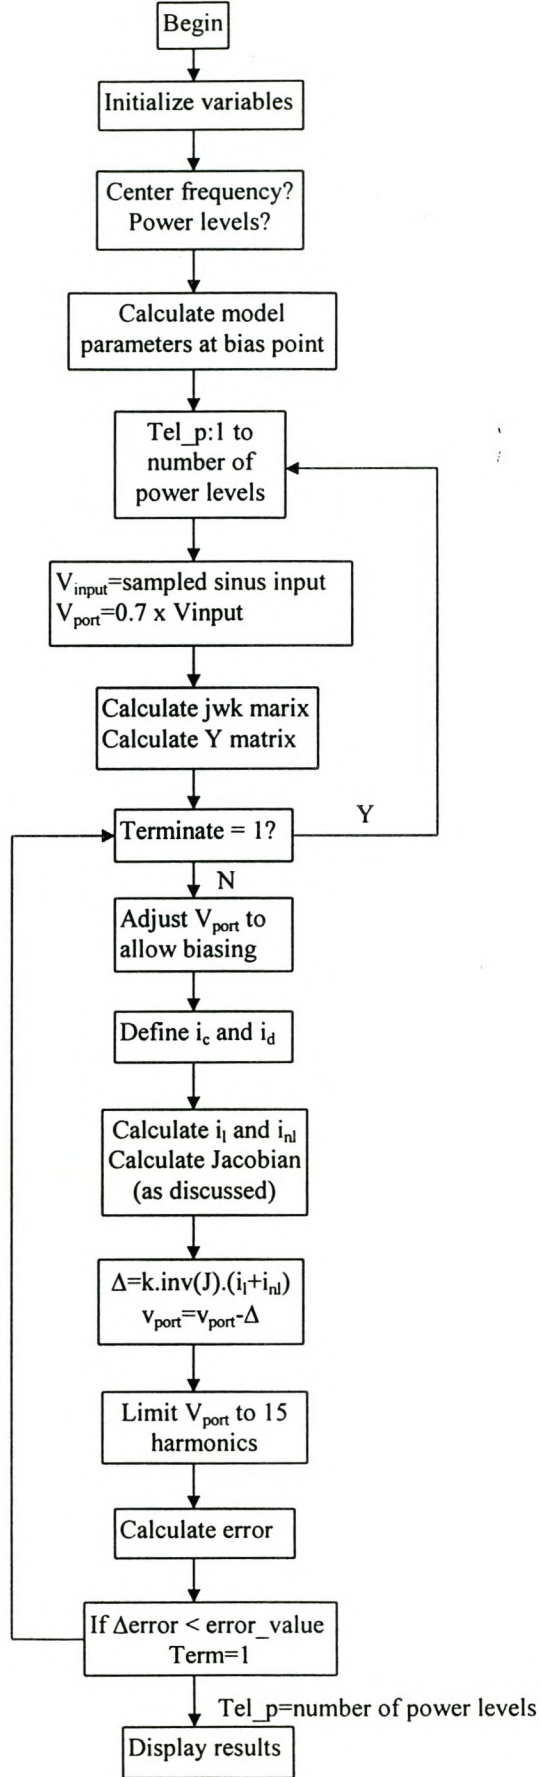 Begin
Initialize variables
Center frequency?
Power levels?
Calculate model
parameters at bias point
Tel_p:1 to
number of
power levels
V_input=sampled sinus input
V_port=0.7 x Vinput
Calculate jwk marix
Calculate Y matrix
Terminate = 1?
Y
N
Adjust V_port to
allow biasing
Define i_c and i_d
Calculate i_l and i_nl
Calculate Jacobian
(as discussed)
Δ=k.inv(J).(i_l+i_nl)
v_port=v_port-Δ
Limit V_port to 15
harmonics
Calculate error
If Δerror < error_value
Term=1
Tel_p=number of power levels
Display results